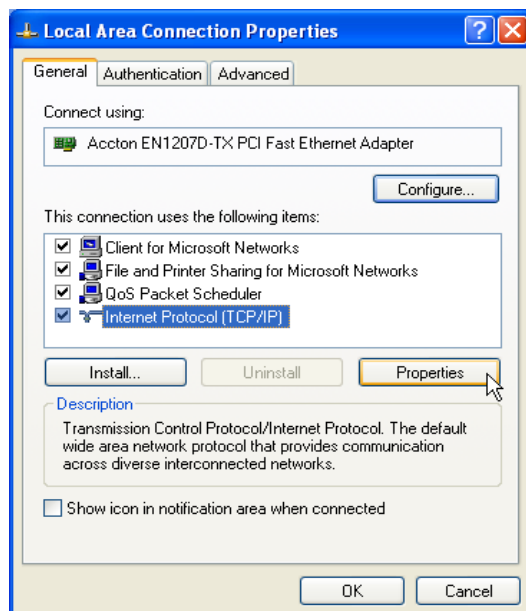 Local Area Connection Properties
General Authentication Advanced
Connect using:
Accton EN1207D-TX PCI Fast Ethernet Adapter
Configure...
This connection uses the following items:
Client for Microsoft Networks
File and Printer Sharing for Microsoft Networks
QoS Packet Scheduler
Internet Protocol (TCP/IP)
Install... Uninstall Properties
Description
Transmission Control Protocol/Internet Protocol. The default
wide area network protocol that provides communication
across diverse interconnected networks.
Show icon in notification area when connected
OK Cancel